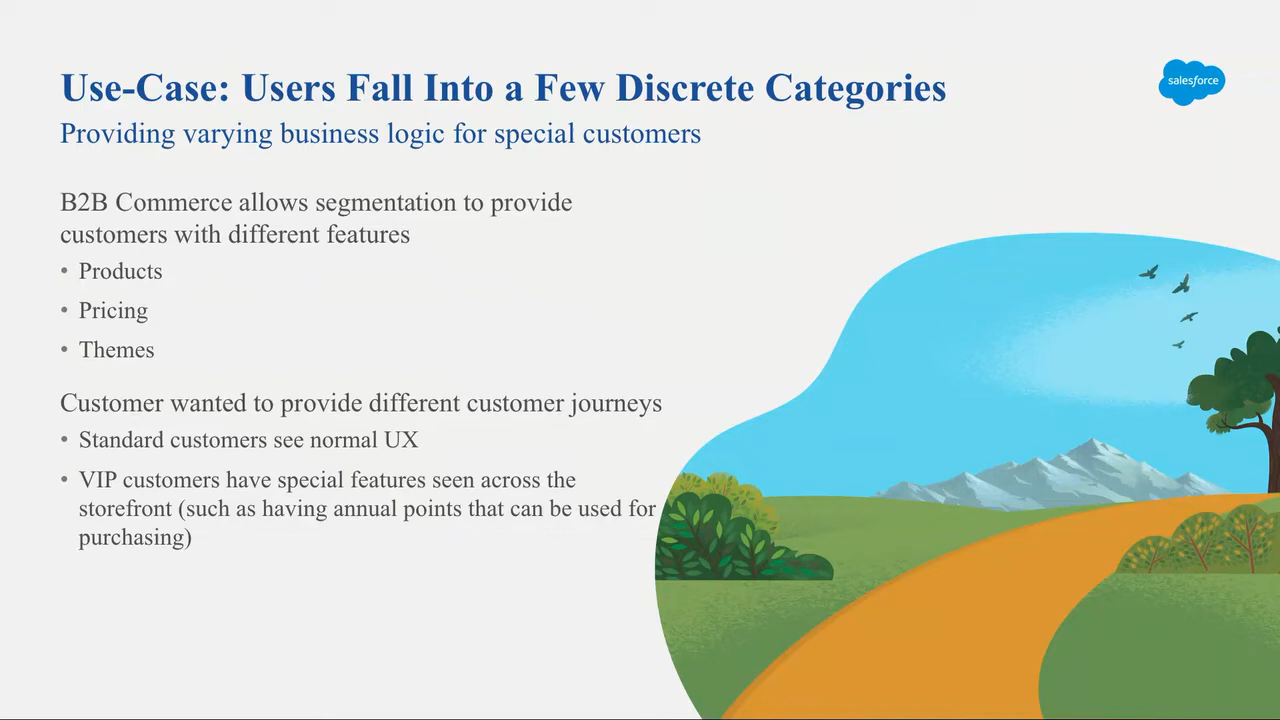 Use-Case: Users Fall Into a Few Discrete Categories
salesforce
Providing varying business logic for special customers
B2B Commerce allows segmentation to provide
customers with different features
• Products
• Pricing
• Themes
Customer wanted to provide different customer journeys
• Standard customers see normal UX
• VIP customers have special features seen across the
storefront (such as having annual points that can be used for
purchasing)